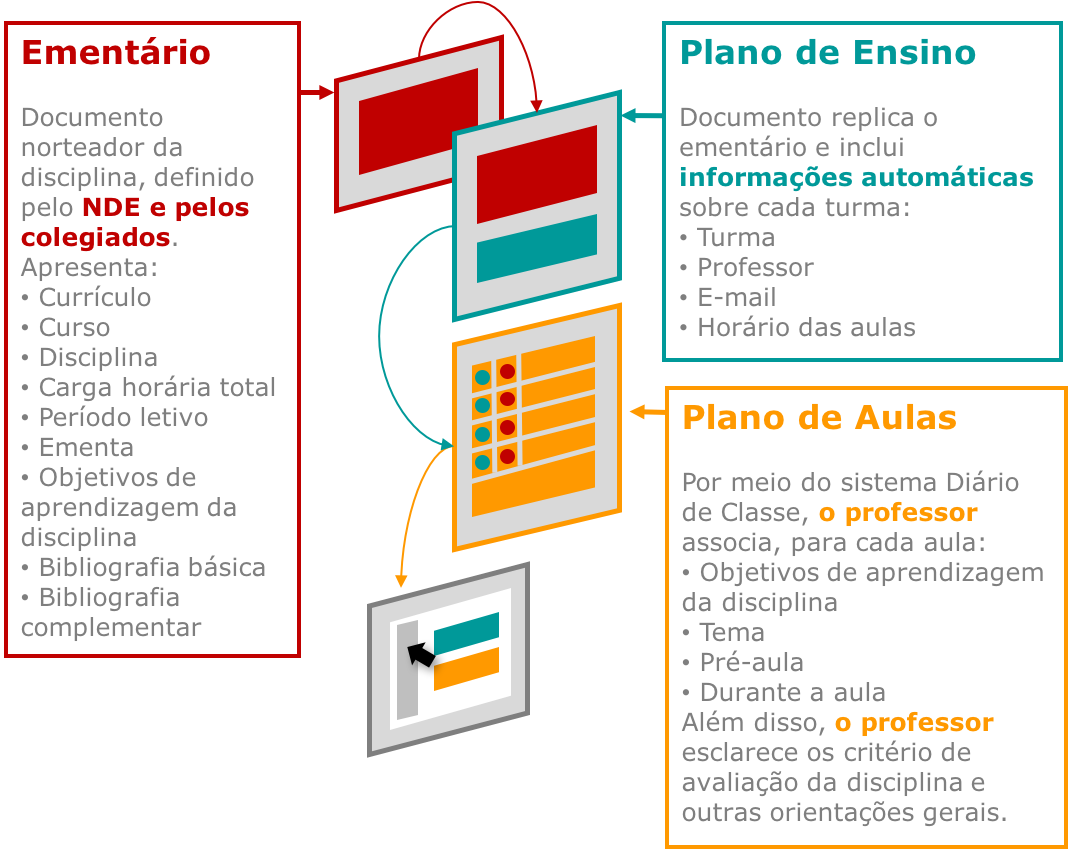 Ementário
Documento
norteador da
disciplina, definido
pelo NDE e pelos
colegiados.
Apresenta:
• Currículo
• Curso
• Disciplina
• Carga horária total
• Período letivo
• Ementa
• Objetivos de
aprendizagem da
disciplina
• Bibliografia básica
• Bibliografia
complementar
Plano de Ensino
Documento replica o
ementário e inclui
informações automáticas
sobre cada turma:
• Turma
• Professor
• E-mail
• Horário das aulas
Plano de Aulas
Por meio do sistema Diário
de Classe, o professor
associa, para cada aula:
• Objetivos de aprendizagem
da disciplina
• Tema
• Pré-aula
• Durante a aula
Além disso, o professor
esclarece os critério de
avaliação da disciplina e
outras orientações gerais.